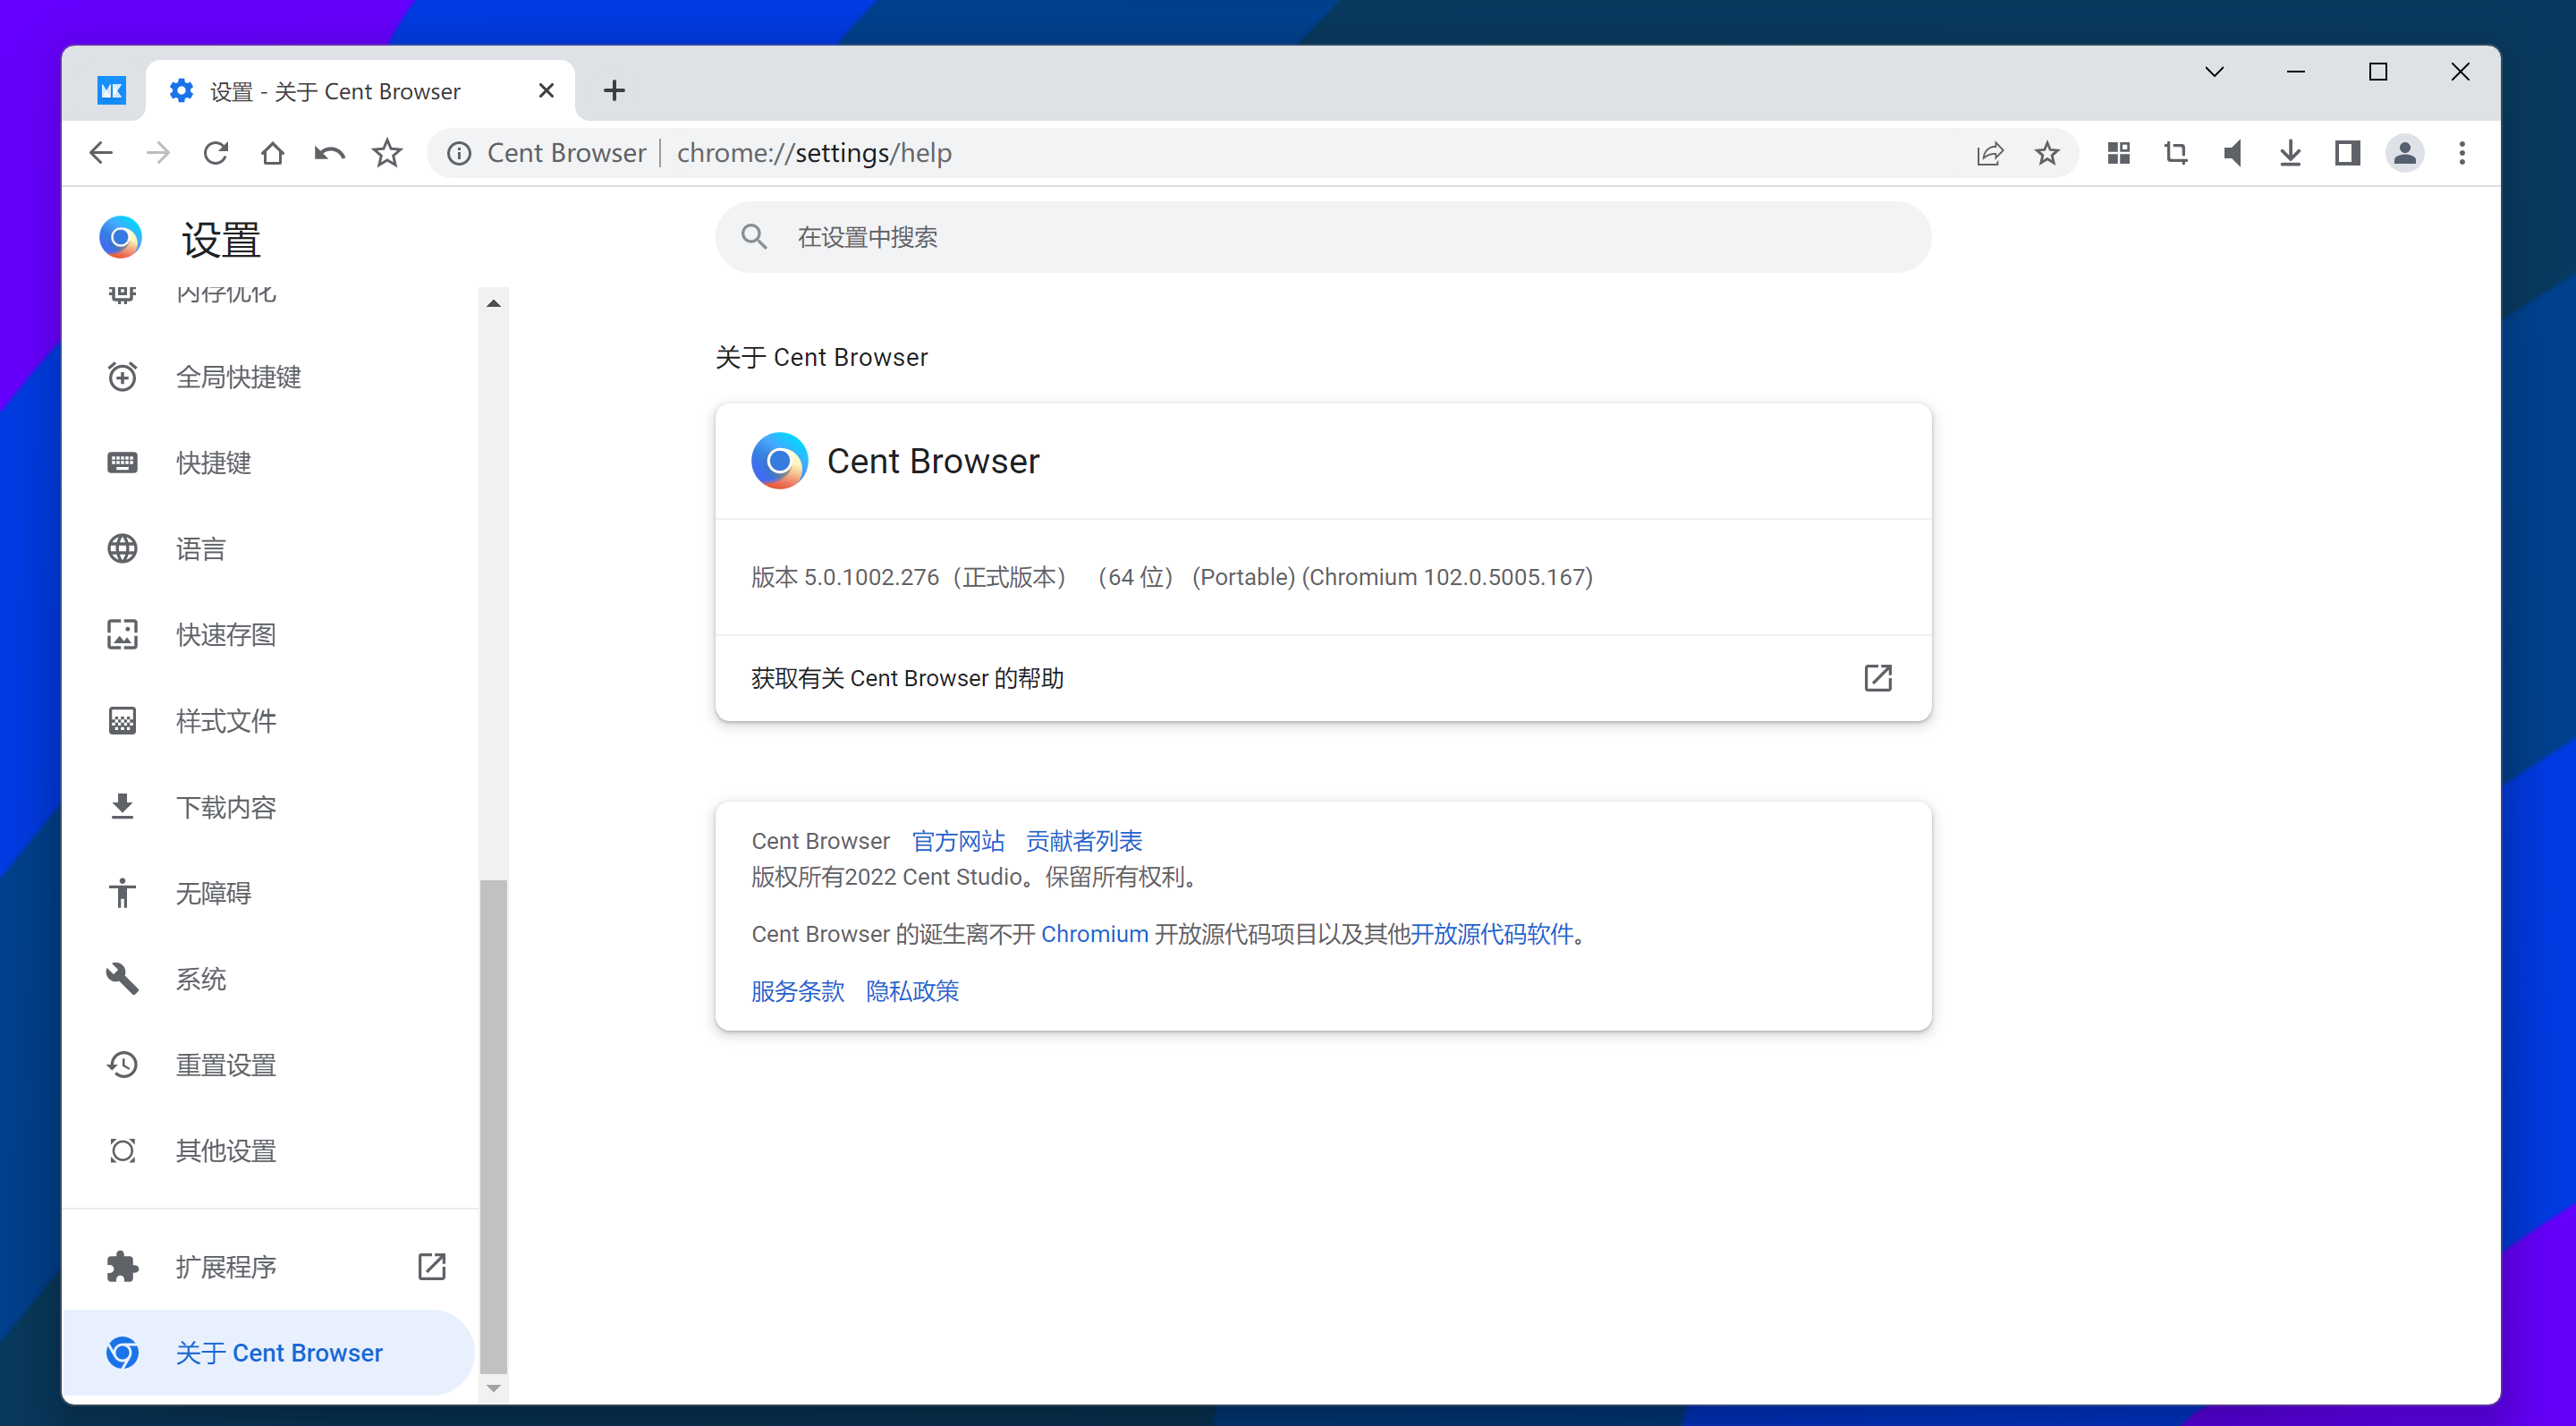 MK
设置 - 关于 Cent Browser
Cent Browser | chrome://settings/help
设置
在设置中搜索
内存优化
全局快捷键
快捷键
语言
快速存图
样式文件
下载内容
无障碍
系统
重置设置
其他设置
扩展程序
关于 Cent Browser
关于 Cent Browser
Cent Browser
版本 5.0.1002.276（正式版本） （64 位） (Portable) (Chromium 102.0.5005.167)
获取有关 Cent Browser 的帮助
Cent Browser 官方网站 贡献者列表
版权所有2022 Cent Studio。保留所有权利。
Cent Browser 的诞生离不开 Chromium 开放源代码项目以及其他开放源代码软件。
服务条款 隐私政策